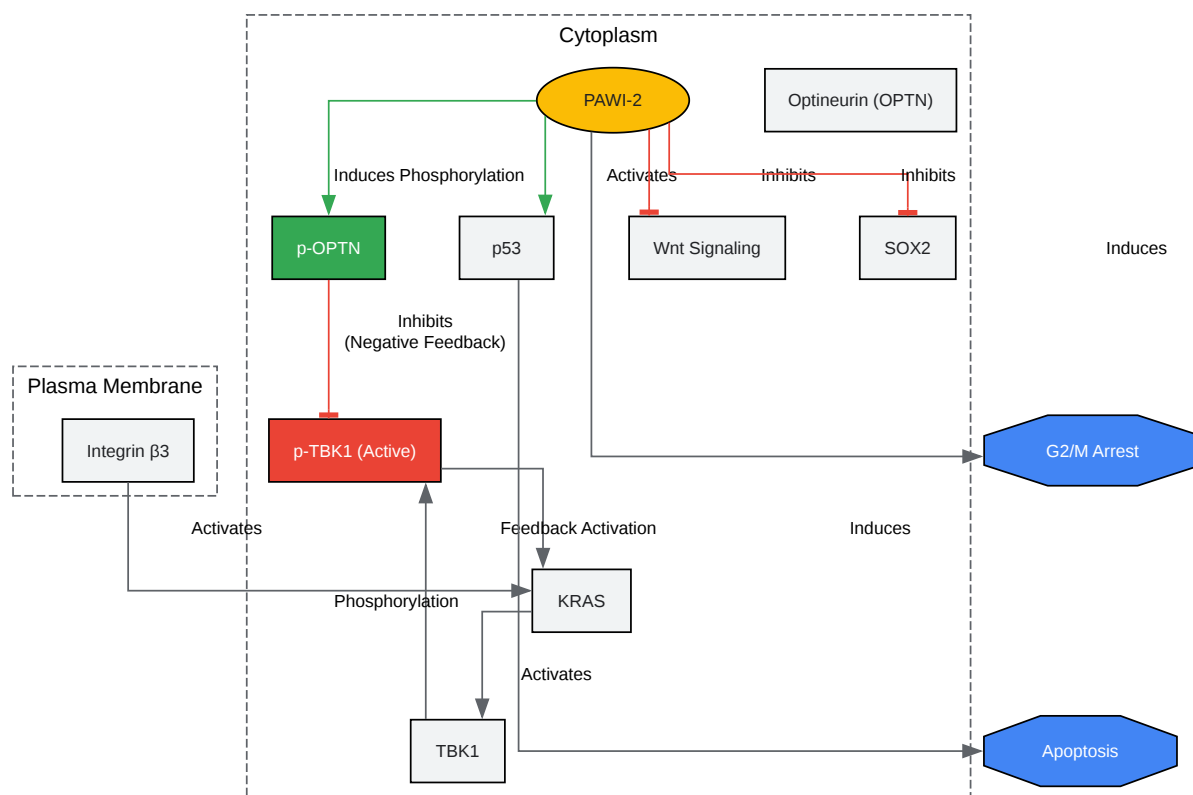 Cytoplasm
PAWI-2
Optineurin (OPTN)
Induces Phosphorylation
Activates
Inhibits
Inhibits
p-OPTN
p53
Wnt Signaling
SOX2
Induces
Inhibits
(Negative Feedback)
Plasma Membrane
Integrin β3
p-TBK1 (Active)
G2/M Arrest
Activates
Feedback Activation
Induces
Phosphorylation
KRAS
Activates
TBK1
Apoptosis